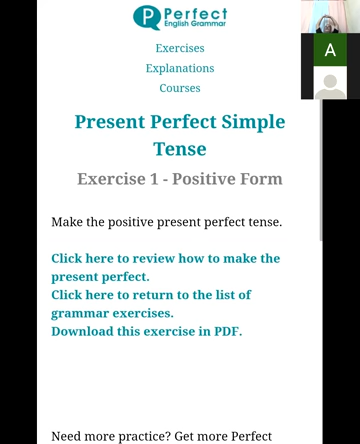 Perfect
English Grammar
A
Exercises
Explanations
Courses
Present Perfect Simple
Tense
Exercise 1 - Positive Form
Make the positive present perfect tense.
Click here to review how to make the
present perfect.
Click here to return to the list of
grammar exercises.
Download this exercise in PDF.
Need more practice? Get more Perfect